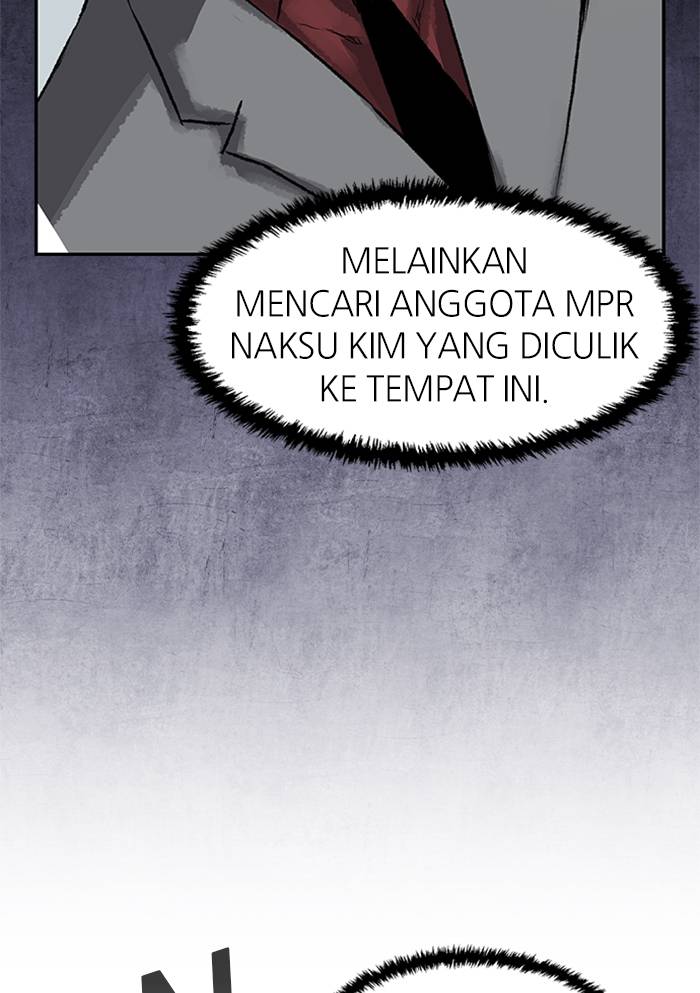 MELAINKAN
MENCARI ANGGOTA MPR
NAKSU KIM YANG DICULIK
KE TEMPAT INI.